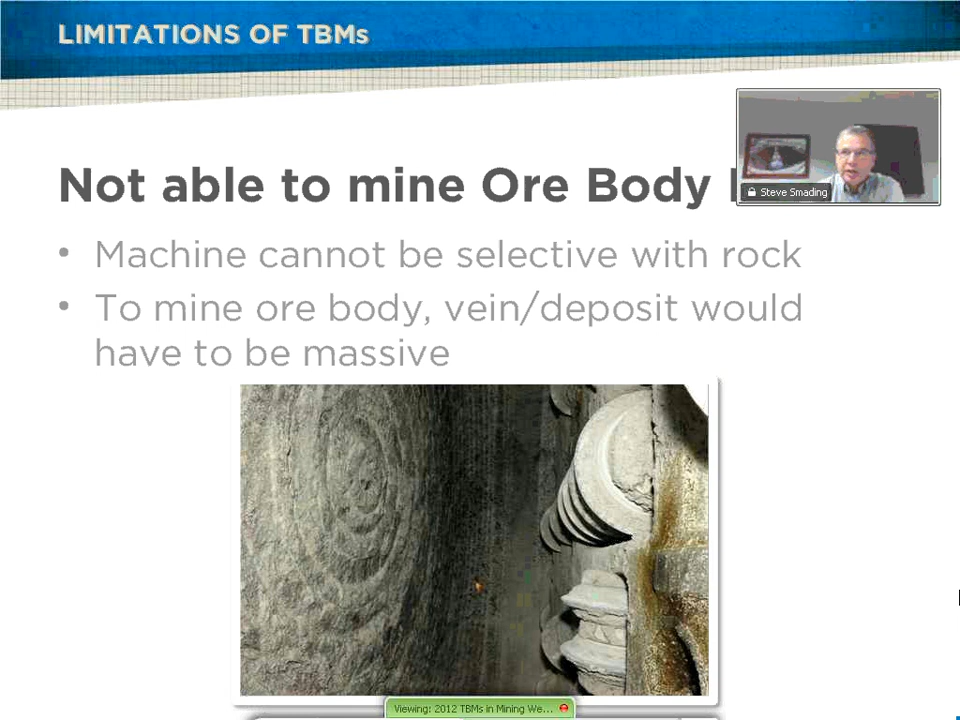 LIMITATIONS OF TBMs
Not able to mine Ore Body
Steve Smading
• Machine cannot be selective with rock
• To mine ore body, vein/deposit would
have to be massive
Viewing: 2012 TBMs in Mining We...